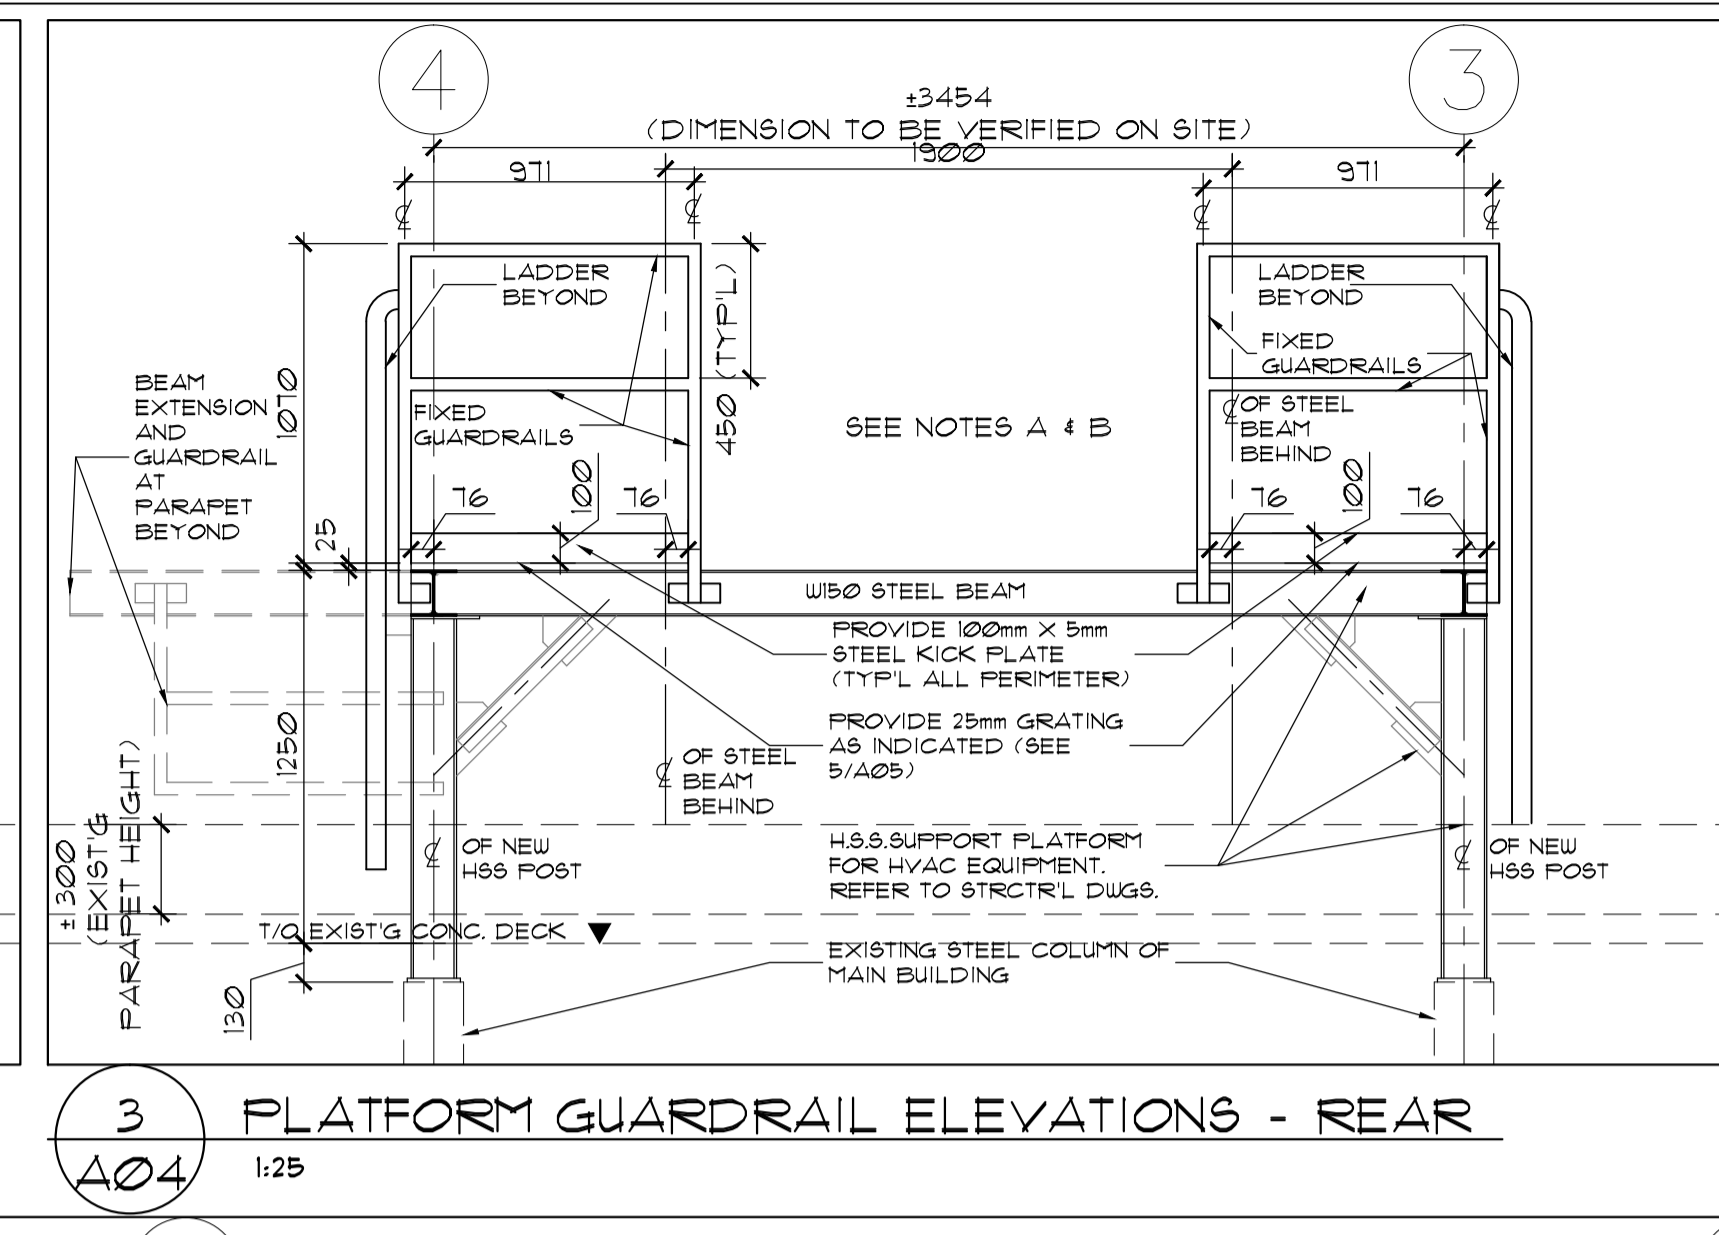 4
3
±3454
(DIMENSION TO BE VERIFIED ON SITE)
1900
971
971
℄
℄
℄
℄
LADDER
BEYOND
LADDER
BEYOND
450 (TYP'L)
FIXED
GUARDRAILS
FIXED
GUARDRAILS
BEAM
EXTENSION
AND
GUARDRAIL
AT
PARAPET
BEYOND
1070
SEE NOTES A & B
℄ OF STEEL
BEAM
BEHIND
76
100
76
76
100
76
25
W150 STEEL BEAM
PROVIDE 100mm X 5mm
STEEL KICK PLATE
(TYP'L ALL PERIMETER)
PROVIDE 25mm GRATING
AS INDICATED (SEE
5/A05)
℄ OF STEEL
BEAM
BEHIND
1250
±300
(EXIST'G
PARAPET HEIGHT)
℄ OF NEW
HSS POST
H.S.S.SUPPORT PLATFORM
FOR HVAC EQUIPMENT.
REFER TO STRCTR'L DWGS.
℄ OF NEW
HSS POST
T/O EXIST'G CONC. DECK
EXISTING STEEL COLUMN OF
MAIN BUILDING
130
3
A04
PLATFORM GUARDRAIL ELEVATIONS - REAR
1:25